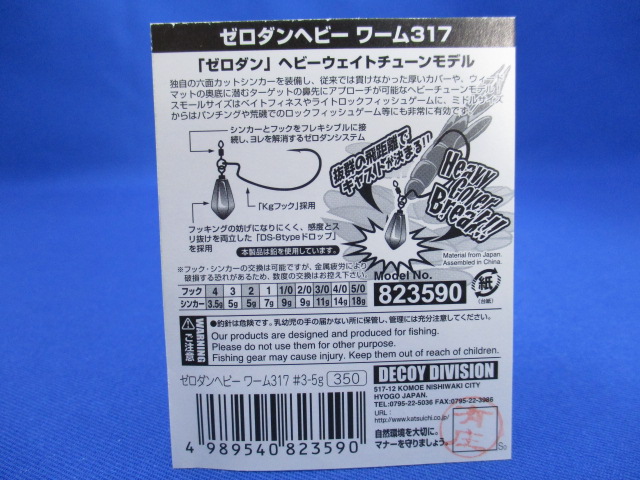 ゼロダンヘビー ワーム317
「ゼロダン」ヘビーウェイトチューンモデル
独自の六面カットシンカーを装備し、従来では貫けなかった厚いカバーや、ウィード
マットの奥底に潜むターゲットの鼻先にアプローチが可能なヘビーチューンモデル！
スモールサイズはベイトフィネスやライトロックフィッシュゲームに、ミドルサイズ
からはパンチングや荒磯でのロックフィッシュゲーム等にも非常に有効です。
シンカーとフックをフレキシブルに接
続し、ヨレを解消するゼロダンシステム
抜群の飛距離で
キャストが決まる!!
Heavy
Cover
Bread!!
「Kgフック」採用
フッキングの妨げになりにくく、感度とス
リ抜けを両立した「DS-8typeドロップ」
を採用
本製品は鉛を使用しています。
Material from Japan.
Assembled in China.
※フック・シンカーの交換は可能ですが、金属疲労により
破損する恐れがあるため、数度の交換はお控え下さい。
Model No.
823590
紙
(台紙)
フック 4 3 2 1 1/0 2/0 3/0 4/0 5/0
シンカー 3.5g 5g 5g 7g 9g 9g 11g 14g 18g
WARNING
ご注意
●釣針は危険です。乳幼児の手の届かない所に保管し、管理には充分注意してください。
Our products are designed and produced for fishing.
Please do not use them for other purpose.
Fishing gear may cause injury. Keep them out of reach of children.
ゼロダンヘビー ワーム317 #3-5g 350
4 989540 823590
DECOY DIVISION
517-12 KOMOE NISHIWAKI CITY
HYOGO JAPAN.
TEL:0795-22-5036 FAX:0795-22-3985
URL:
http://www.katsuichi.co.jp/
自然環境を大切に。
マナーを守りましょう。